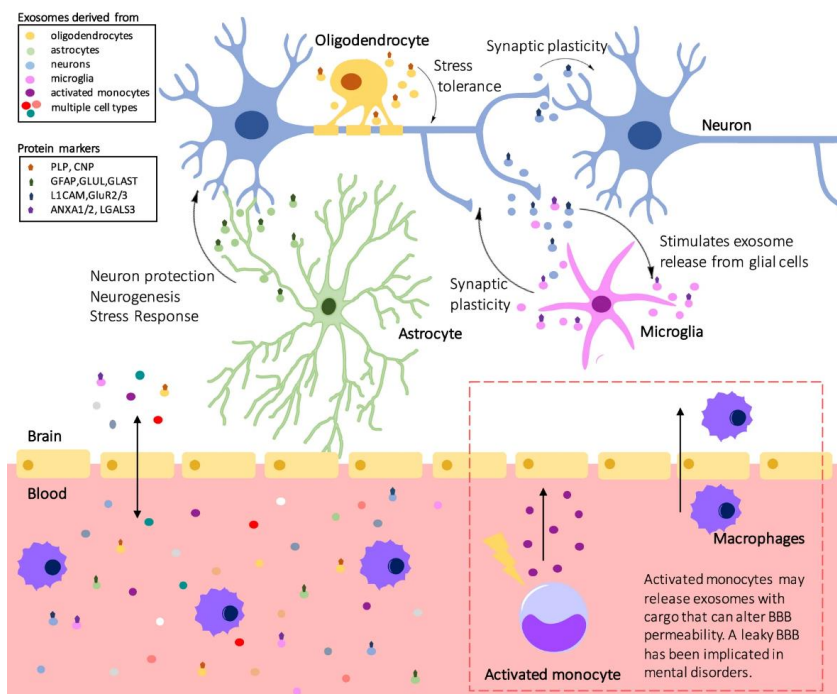 Exosomes derived from
oligodendrocytes
astrocytes
neurons
microglia
activated monocytes
multiple cell types
Protein markers
PLP, CNP
GFAP,GLUL,GLAST
L1CAM,GluR2/3
ANXA1/2, LGALS3
Oligodendrocyte
Stress
tolerance
Synaptic plasticity
Neuron
Neuron protection
Neurogenesis
Stress Response
Astrocyte
Synaptic
plasticity
Stimulates exosome
release from glial cells
Microglia
Brain
Blood
Activated monocyte
Macrophages
Activated monocytes may
release exosomes with
cargo that can alter BBB
permeability. A leaky BBB
has been implicated in
mental disorders.